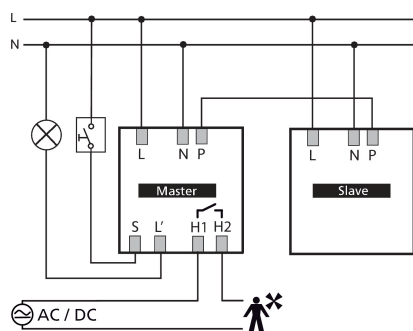 L
N
L N P L N P
Master Slave
S L′ H1 H2
AC / DC